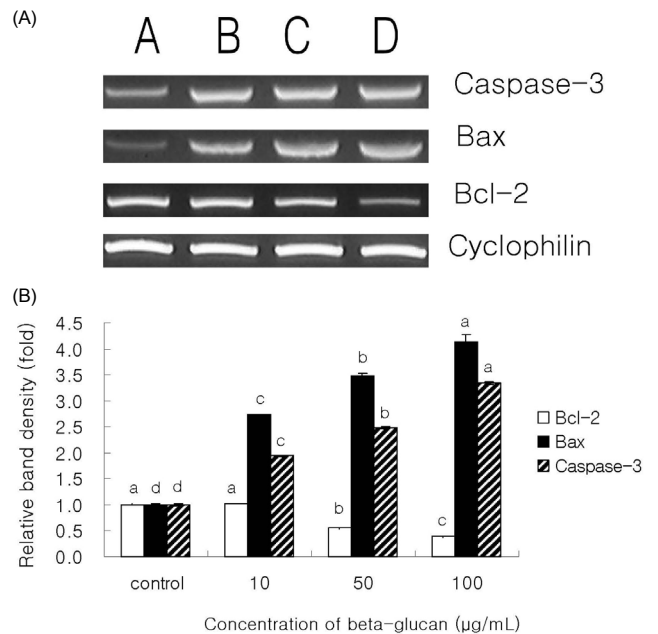 (A)
A B C D
Caspase-3
Bax
Bcl-2
Cyclophilin
(B)
Relative band density (fold)
4.5
4.0
3.5
3.0
2.5
2.0
1.5
1.0
0.5
0.0
a d d
a c c
b b b
c a a
Bcl-2
Bax
Caspase-3
control 10 50 100
Concentration of beta-glucan (μg/mL)